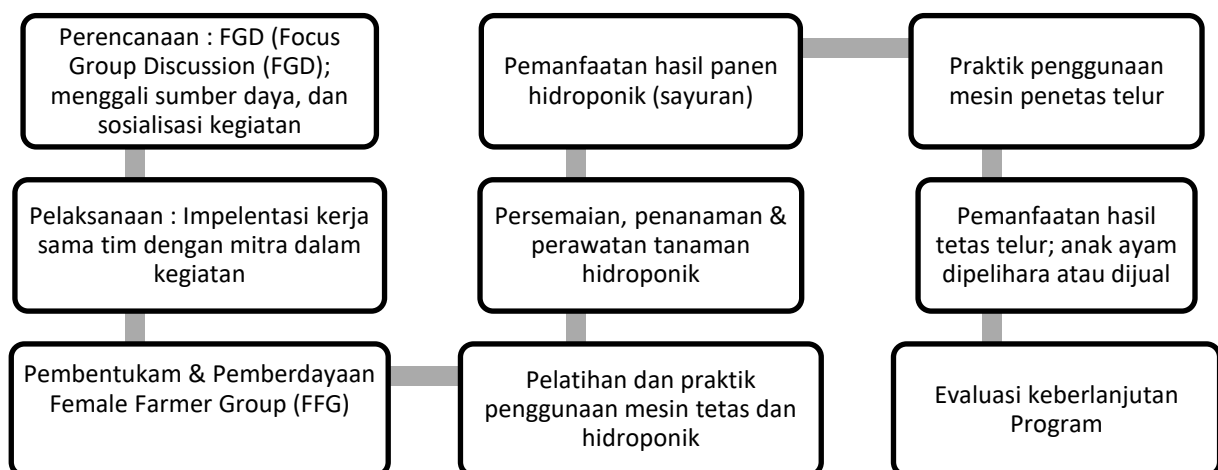 Perencanaan : FGD (Focus
Group Discussion (FGD);
menggali sumber daya, dan
sosialisasi kegiatan
Pelaksanaan : Impelentasi kerja
sama tim dengan mitra dalam
kegiatan
Pembentukam & Pemberdayaan
Female Farmer Group (FFG)
Pelatihan dan praktik
penggunaan mesin tetas dan
hidroponik
Persemaian, penanaman &
perawatan tanaman
hidroponik
Pemanfaatan hasil panen
hidroponik (sayuran)
Praktik penggunaan
mesin penetas telur
Pemanfaatan hasil
tetas telur; anak ayam
dipelihara atau dijual
Evaluasi keberlanjutan
Program